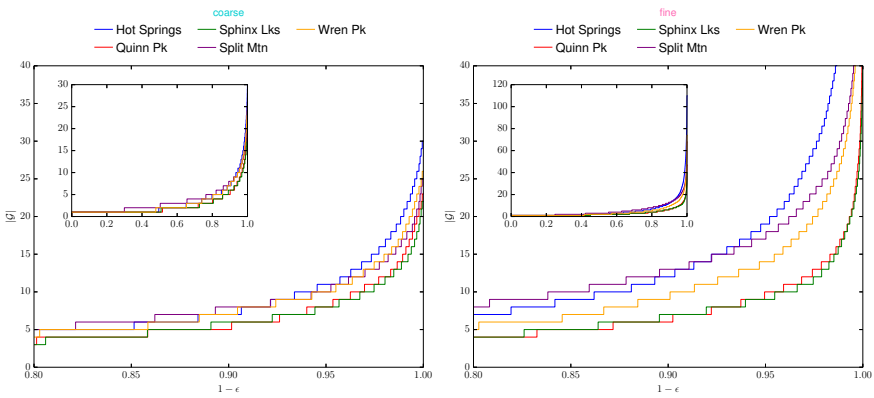 coarse
Hot Springs Sphinx Lks Wren Pk
Quinn Pk Split Mtn
40
35
30
25
20
15
10
5
0
|𝒢|
30
25
20
15
10
5
0
0.0 0.2 0.4 0.6 0.8 1.0
0.80 0.85 0.90 0.95 1.00
1 − ϵ
fine
Hot Springs Sphinx Lks Wren Pk
Quinn Pk Split Mtn
40
35
30
25
20
15
10
5
0
|𝒢|
120
100
80
60
40
20
0
0.0 0.2 0.4 0.6 0.8 1.0
0.80 0.85 0.90 0.95 1.00
1 − ϵ